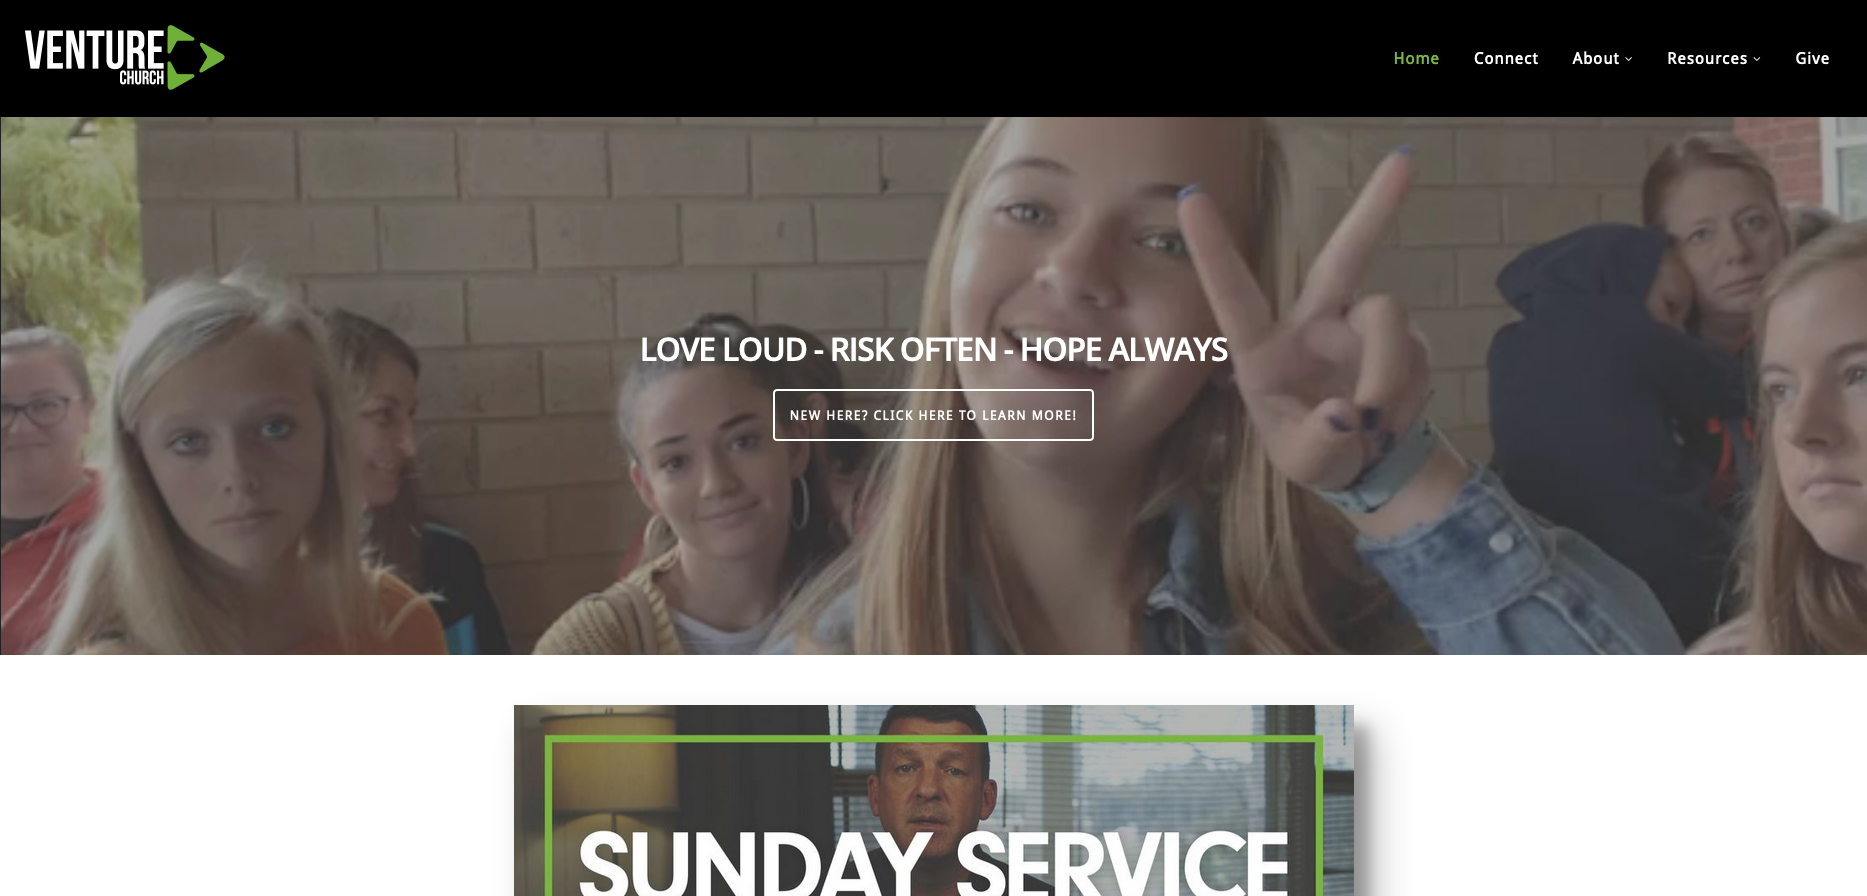 VENTURE
CHURCH
Home Connect About Resources Give
LOVE LOUD - RISK OFTEN - HOPE ALWAYS
NEW HERE? CLICK HERE TO LEARN MORE!
SUNDAY SERVICE